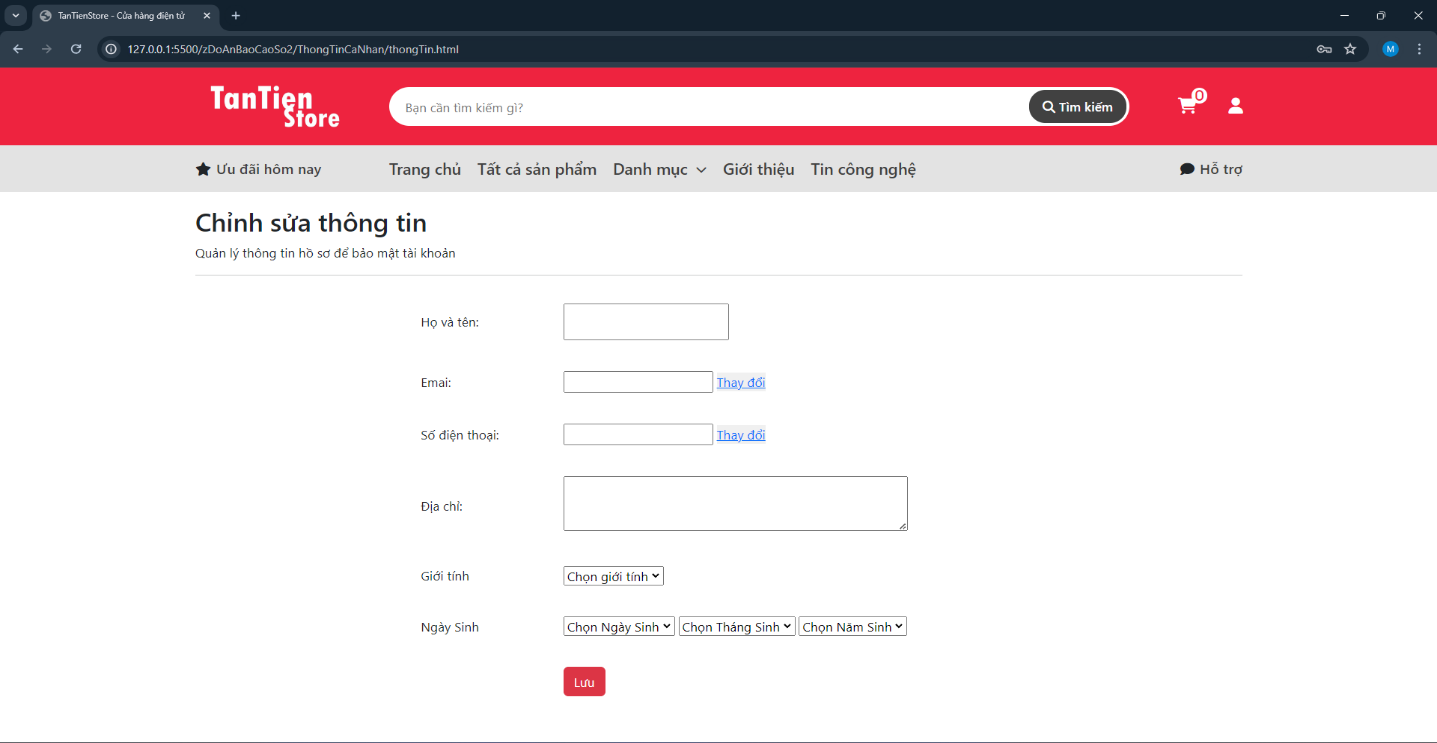 TanTienStore - Cửa hàng điện tử
127.0.0.1:5500/zDoAnBaoCaoSo2/ThongTinCaNhan/thongTin.html
M
TanTien
Store
Bạn cần tìm kiếm gì?
Tìm kiếm
0
Ưu đãi hôm nay
Trang chủ
Tất cả sản phẩm
Danh mục
Giới thiệu
Tin công nghệ
Hỗ trợ
Chỉnh sửa thông tin
Quản lý thông tin hồ sơ để bảo mật tài khoản
Họ và tên:
Emai:
Thay đổi
Số điện thoại:
Thay đổi
Địa chỉ:
Giới tính
Chọn giới tính
Ngày Sinh
Chọn Ngày Sinh
Chọn Tháng Sinh
Chọn Năm Sinh
Lưu